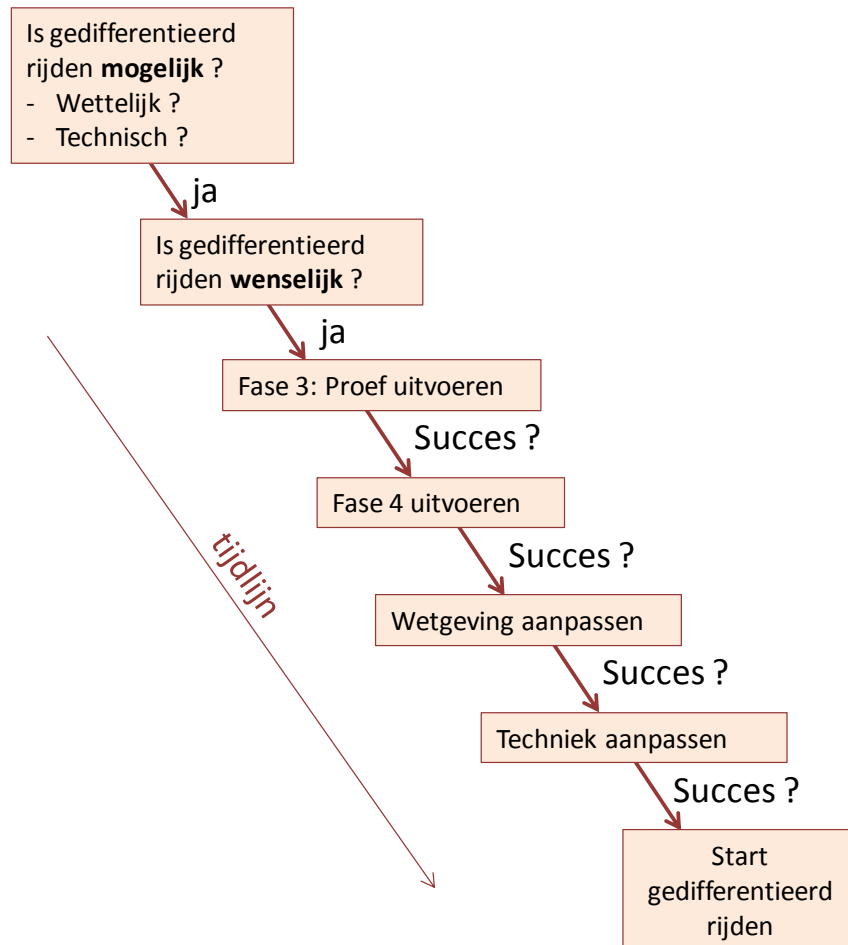 Is gedifferentieerd
rijden mogelijk ?
- Wettelijk ?
- Technisch ?
ja
Is gedifferentieerd
rijden wenselijk ?
ja
Fase 3: Proef uitvoeren
Succes ?
Fase 4 uitvoeren
Succes ?
tijdlijn
Wetgeving aanpassen
Succes ?
Techniek aanpassen
Succes ?
Start
gedifferentieerd
rijden